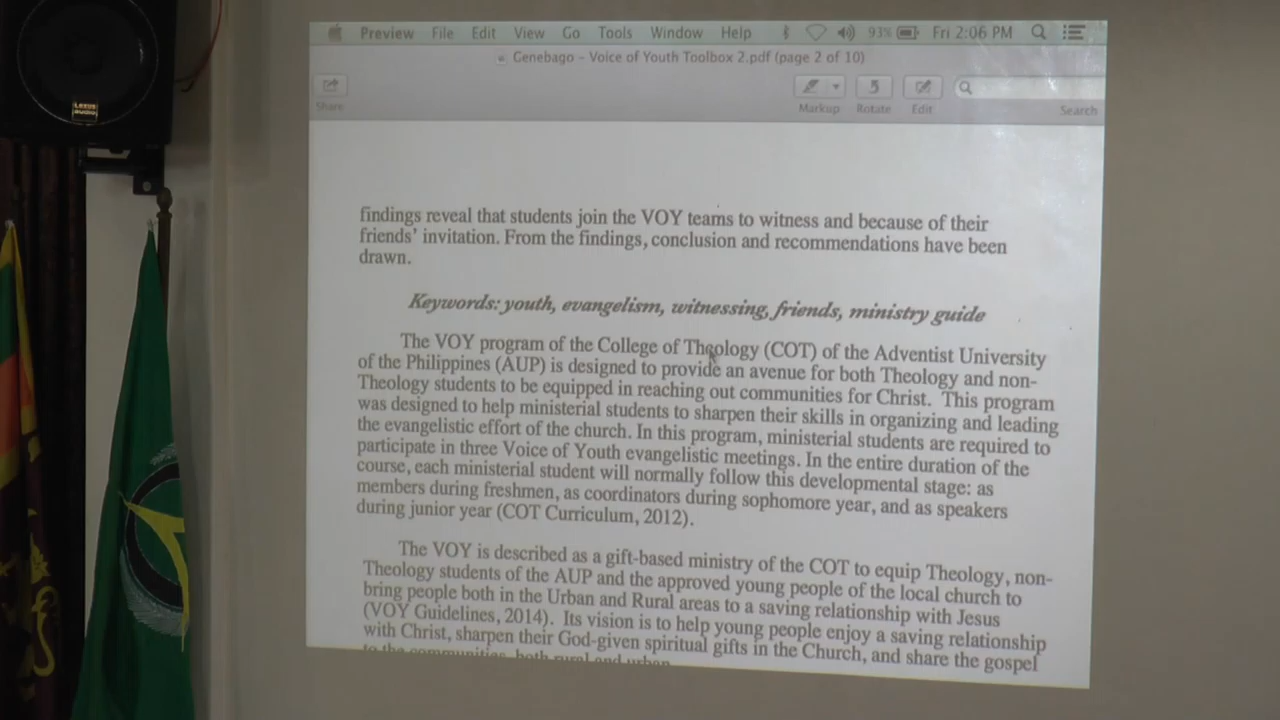 Preview File Edit View Go Tools Window Help 93% Fri 2:06 PM
Genebago - Voice of Youth Toolbox 2.pdf (page 2 of 10)
Share Markup Rotate Edit Search
LEXUS audio
findings reveal that students join the VOY teams to witness and because of their
friends' invitation. From the findings, conclusion and recommendations have been
drawn.
Keywords: youth, evangelism, witnessing, friends, ministry guide
The VOY program of the College of Theology (COT) of the Adventist University
of the Philippines (AUP) is designed to provide an avenue for both Theology and non-
Theology students to be equipped in reaching out communities for Christ. This program
was designed to help ministerial students to sharpen their skills in organizing and leading
the evangelistic effort of the church. In this program, ministerial students are required to
participate in three Voice of Youth evangelistic meetings. In the entire duration of the
course, each ministerial student will normally follow this developmental stage: as
members during freshmen, as coordinators during sophomore year, and as speakers
during junior year (COT Curriculum, 2012).
The VOY is described as a gift-based ministry of the COT to equip Theology, non-
Theology students of the AUP and the approved young people of the local church to
bring people both in the Urban and Rural areas to a saving relationship with Jesus
(VOY Guidelines, 2014). Its vision is to help young people enjoy a saving relationship
with Christ, sharpen their God-given spiritual gifts in the Church, and share the gospel
to the communities, both rural and urban.